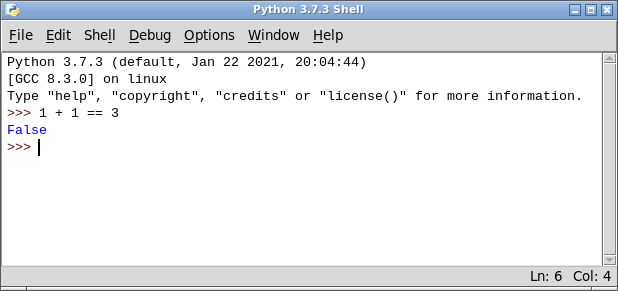 Python 3.7.3 Shell
File Edit Shell Debug Options Window Help
Python 3.7.3 (default, Jan 22 2021, 20:04:44)
[GCC 8.3.0] on linux
Type "help", "copyright", "credits" or "license()" for more information.
>>> 1 + 1 == 3
False
>>>
Ln: 6 Col: 4